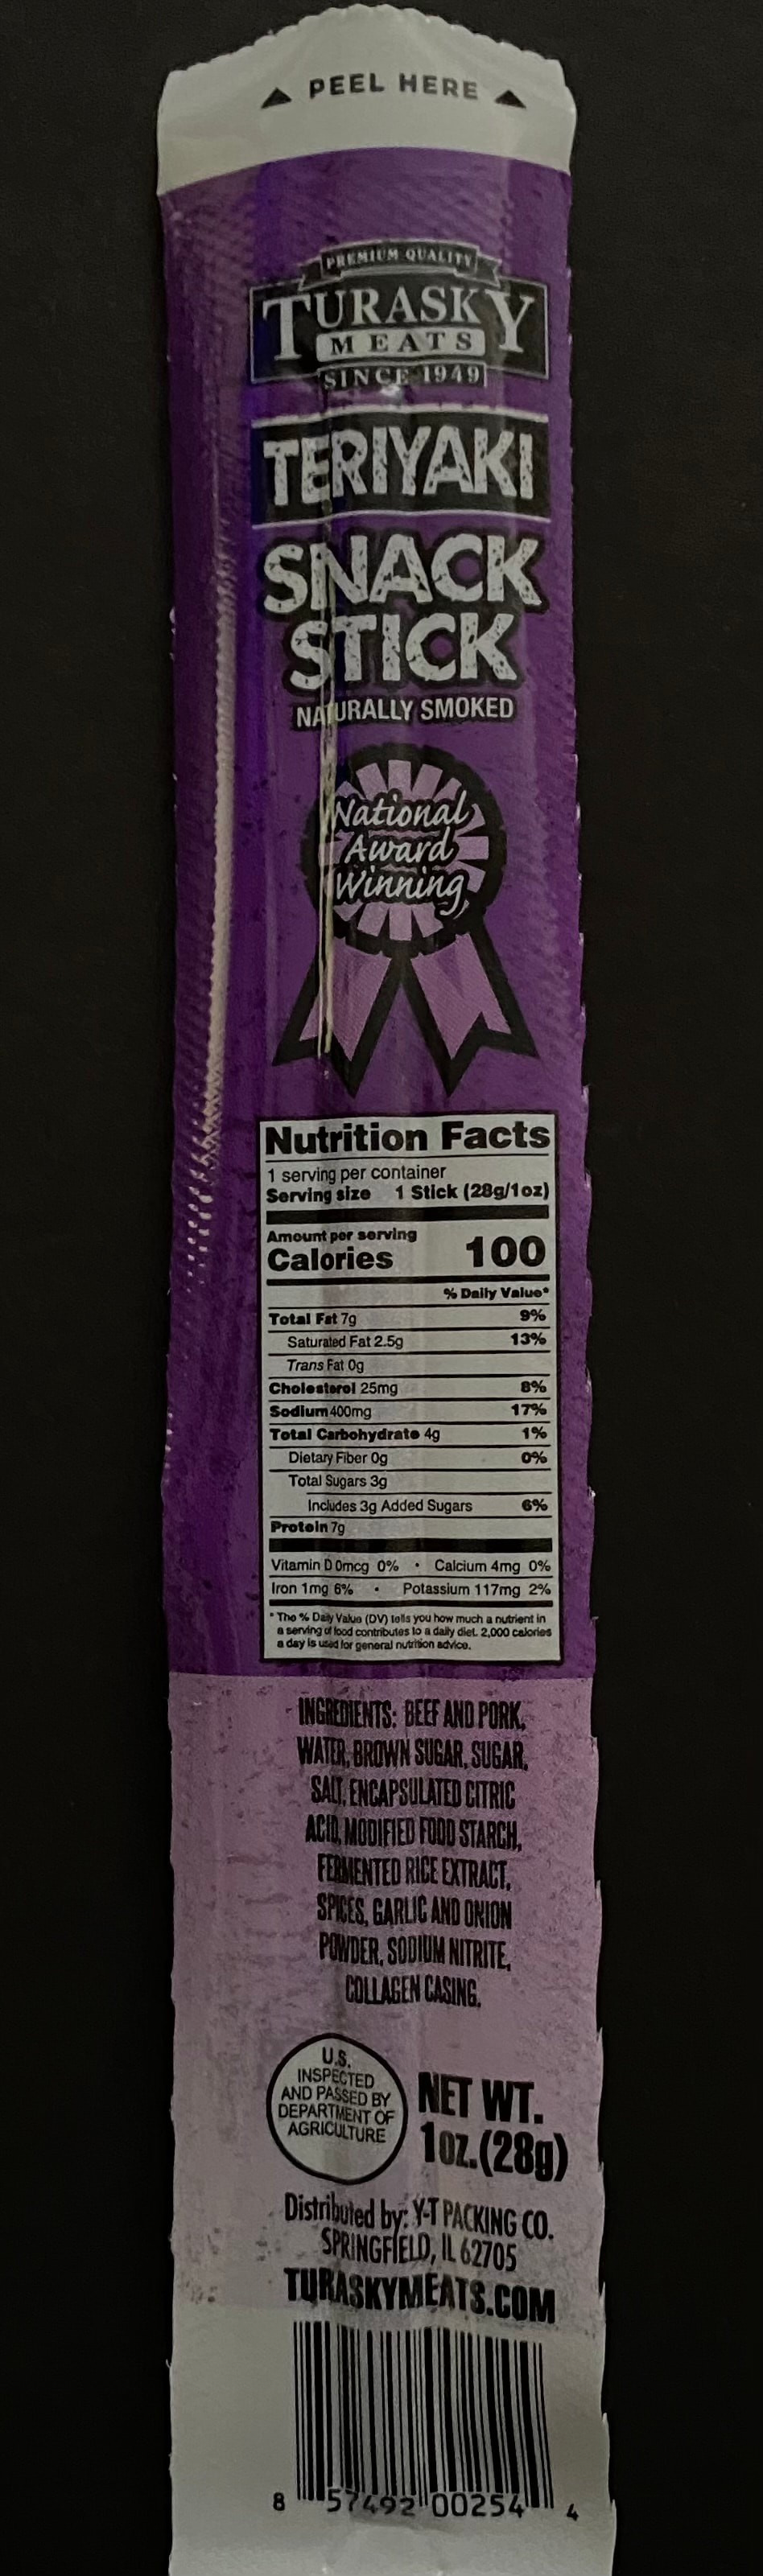 ▲ PEEL HERE ▲
PREMIUM QUALITY
TURASKY
MEATS
SINCE 1949
TERIYAKI
SNACK
STICK
NATURALLY SMOKED
National
Award
Winning
Nutrition Facts
1 serving per container
Serving size 1 Stick (28g/1oz)
Amount per serving
Calories 100
% Daily Value*
Total Fat 7g 9%
Saturated Fat 2.5g 13%
Trans Fat 0g
Cholesterol 25mg 8%
Sodium 400mg 17%
Total Carbohydrate 4g 1%
Dietary Fiber 0g 0%
Total Sugars 3g
Includes 3g Added Sugars 6%
Protein 7g
Vitamin D 0mcg 0% • Calcium 4mg 0%
Iron 1mg 6% • Potassium 117mg 2%
* The % Daily Value (DV) tells you how much a nutrient in
a serving of food contributes to a daily diet. 2,000 calories
a day is used for general nutrition advice.
INGREDIENTS: BEEF AND PORK,
WATER, BROWN SUGAR, SUGAR,
SALT, ENCAPSULATED CITRIC
ACID, MODIFIED FOOD STARCH,
FERMENTED RICE EXTRACT,
SPICES, GARLIC AND ONION
POWDER, SODIUM NITRITE,
COLLAGEN CASING.
U.S.
INSPECTED
AND PASSED BY
DEPARTMENT OF
AGRICULTURE
NET WT.
1oz.(28g)
Distributed by: Y-T PACKING CO.
SPRINGFIELD, IL 62705
TURASKYMEATS.COM
8 57492 00254 4